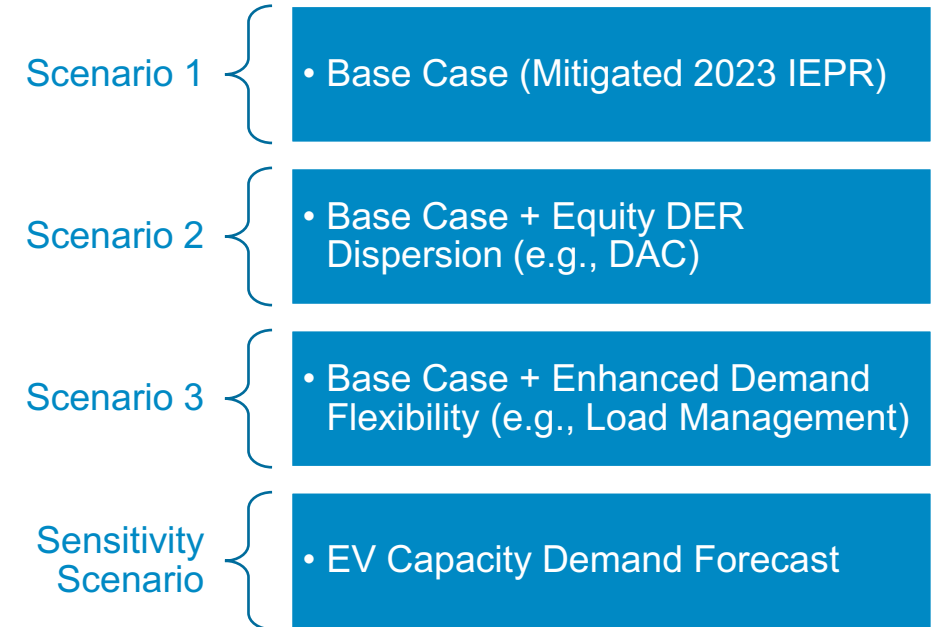 Scenario 1
• Base Case (Mitigated 2023 IEPR)
Scenario 2
• Base Case + Equity DER
Dispersion (e.g., DAC)
Scenario 3
• Base Case + Enhanced Demand
Flexibility (e.g., Load Management)
Sensitivity
Scenario
• EV Capacity Demand Forecast